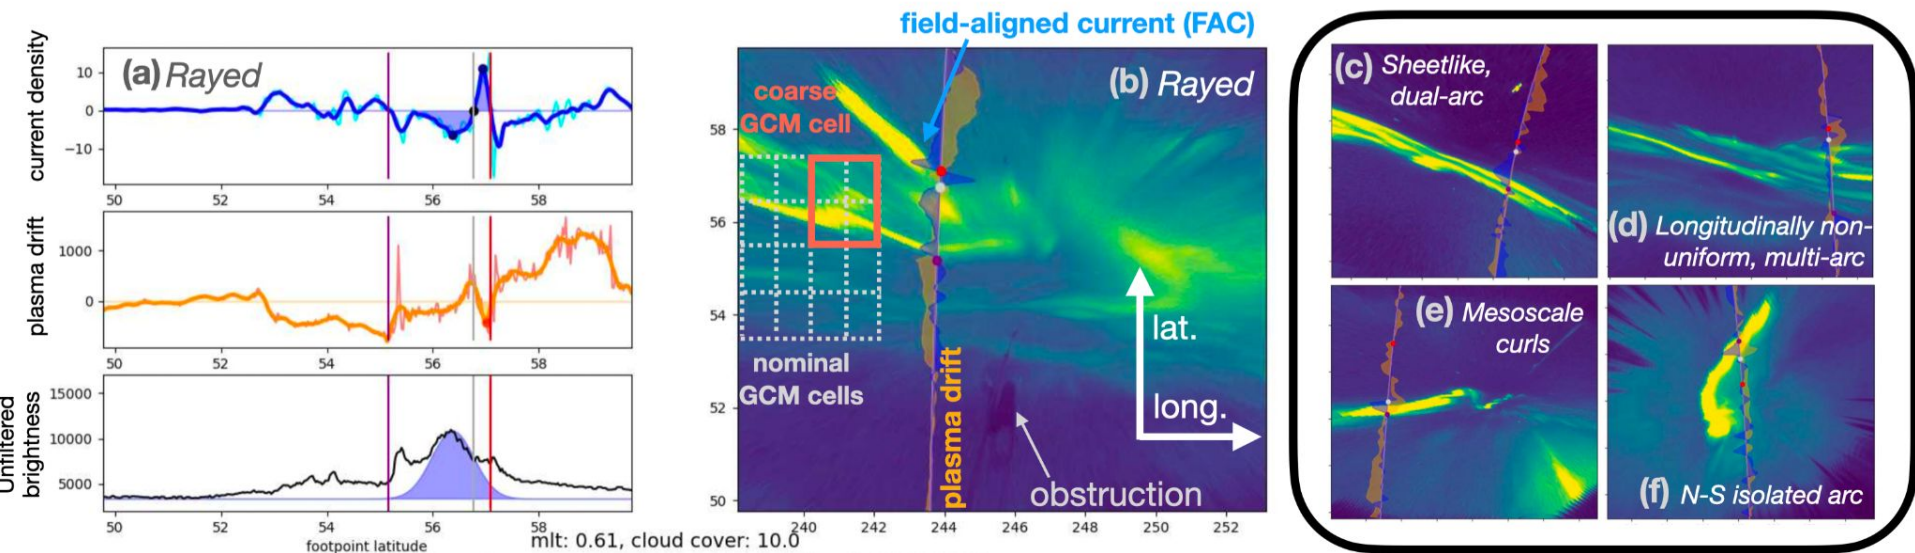 (a) Rayed
current density
10
0
−10
50
52
54
56
58
plasma drift
1000
0
50
52
54
56
58
Unfiltered
brightness
15000
10000
5000
50
52
54
56
58
footpoint latitude
mlt: 0.61, cloud cover: 10.0
field-aligned current (FAC)
(b) Rayed
coarse
GCM cell
58
56
54
52
50
nominal
GCM cells
plasma drift
lat.
long.
obstruction
240
242
244
246
248
250
252
(c) Sheetlike,
dual-arc
(d) Longitudinally non-
uniform, multi-arc
(e) Mesoscale
curls
(f) N-S isolated arc